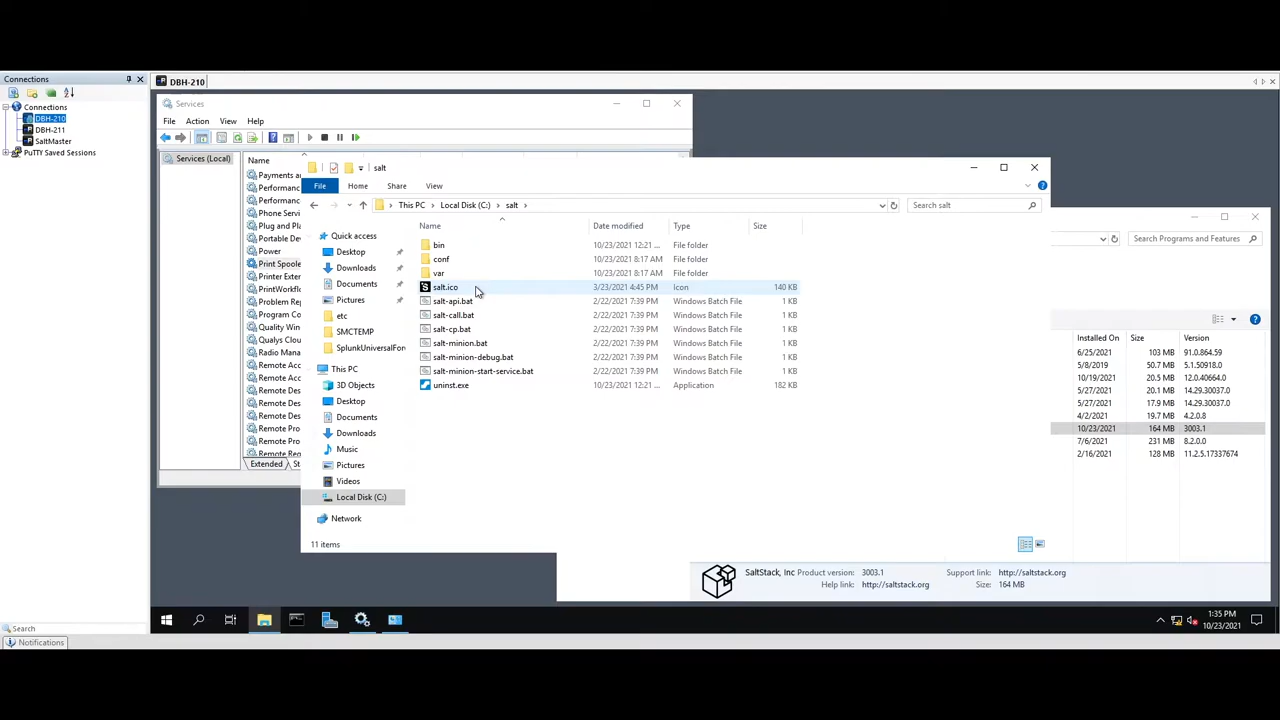 Connections
DBH-210
Connections
DBH-210
DBH-211
SaltMaster
PuTTY Saved Sessions
Services
File Action View Help
Services (Local)
Name
Payments a
Performanc
Performanc
Phone Servi
Plug and Pla
Portable De
Power
Print Spoole
Printer Exter
PrintWorkflo
Problem Rep
Program Co
Quality Win
Qualys Clou
Radio Mana
Remote Acc
Remote Acc
Remote Des
Remote Des
Remote Des
Remote Pro
Remote Pro
Remote Reg
Extended
salt
File Home Share View
This PC Local Disk (C:) salt
Search salt
Name Date modified Type Size
Quick access
Desktop
Downloads
Documents
Pictures
etc
SMCTEMP
SplunkUniversalFor
This PC
3D Objects
Desktop
Documents
Downloads
Music
Pictures
Videos
Local Disk (C:)
Network
bin 10/23/2021 12:21 ... File folder
conf 10/23/2021 8:17 AM File folder
var 10/23/2021 8:17 AM File folder
salt.ico 3/23/2021 4:45 PM Icon 140 KB
salt-api.bat 2/22/2021 7:39 PM Windows Batch File 1 KB
salt-call.bat 2/22/2021 7:39 PM Windows Batch File 1 KB
salt-cp.bat 2/22/2021 7:39 PM Windows Batch File 1 KB
salt-minion.bat 2/22/2021 7:39 PM Windows Batch File 1 KB
salt-minion-debug.bat 2/22/2021 7:39 PM Windows Batch File 1 KB
salt-minion-start-service.bat 2/22/2021 7:39 PM Windows Batch File 1 KB
uninst.exe 10/23/2021 12:21 ... Application 182 KB
11 items
Search Programs and Features
Installed On Size Version
6/25/2021 103 MB 91.0.864.59
5/8/2019 50.7 MB 5.1.50918.0
10/19/2021 20.5 MB 12.0.40664.0
5/27/2021 20.1 MB 14.29.30037.0
5/27/2021 17.9 MB 14.29.30037.0
4/2/2021 19.7 MB 4.2.0.8
10/23/2021 164 MB 3003.1
7/6/2021 231 MB 8.2.0.0
2/16/2021 128 MB 11.2.5.17337674
SaltStack, Inc Product version: 3003.1 Support link: http://saltstack.org
Help link: http://saltstack.org Size: 164 MB
Search
Notifications
1:35 PM
10/23/2021